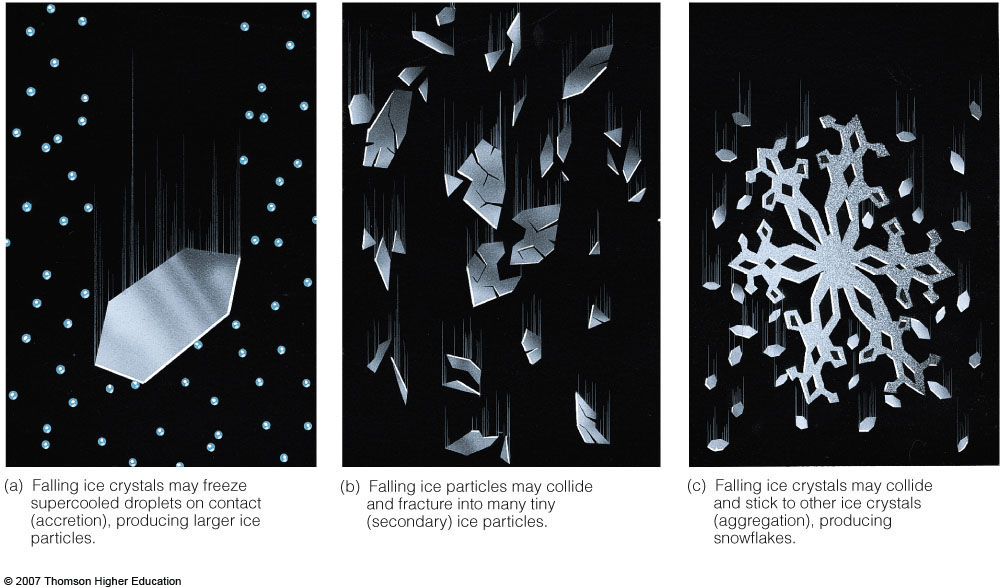 (a) Falling ice crystals may freeze
supercooled droplets on contact
(accretion), producing larger ice
particles.
(b) Falling ice particles may collide
and fracture into many tiny
(secondary) ice particles.
(c) Falling ice crystals may collide
and stick to other ice crystals
(aggregation), producing
snowflakes.
© 2007 Thomson Higher Education